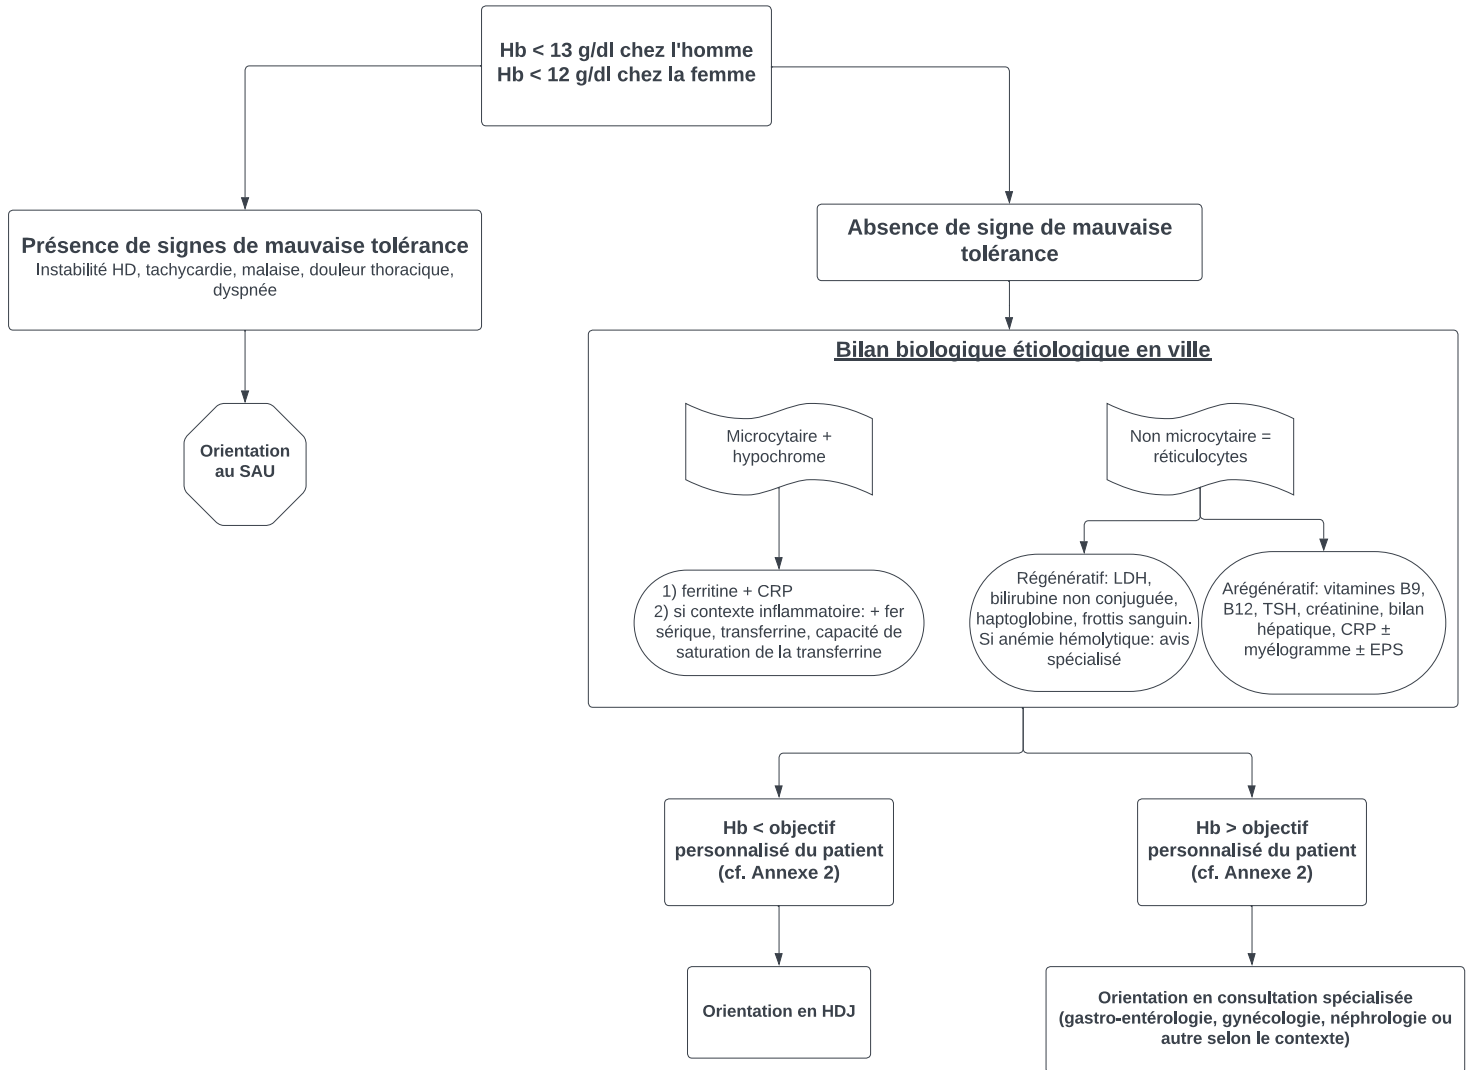 Hb < 13 g/dl chez l'homme
Hb < 12 g/dl chez la femme
Présence de signes de mauvaise tolérance
Instabilité HD, tachycardie, malaise, douleur thoracique,
dyspnée
Absence de signe de mauvaise
tolérance
Orientation
au SAU
Bilan biologique étiologique en ville
Microcytaire +
hypochrome
Non microcytaire =
réticulocytes
1) ferritine + CRP
2) si contexte inflammatoire: + fer
sérique, transferrine, capacité de
saturation de la transferrine
Régénératif: LDH,
bilirubine non conjuguée,
haptoglobine, frottis sanguin.
Si anémie hémolytique: avis
spécialisé
Arégénératif: vitamines B9,
B12, TSH, créatinine, bilan
hépatique, CRP ±
myélogramme ± EPS
Hb < objectif
personnalisé du patient
(cf. Annexe 2)
Hb > objectif
personnalisé du patient
(cf. Annexe 2)
Orientation en HDJ
Orientation en consultation spécialisée
(gastro-entérologie, gynécologie, néphrologie ou
autre selon le contexte)